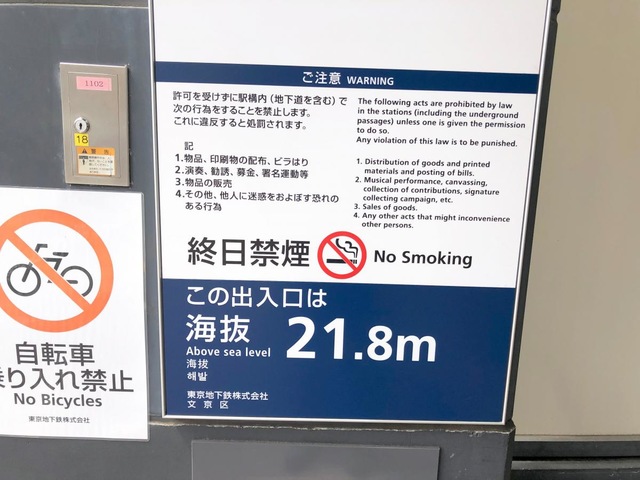 1102
18
警告
ご注意 WARNING
許可を受けずに駅構内（地下道を含む）で
次の行為をすることを禁止します。
これに違反すると処罰されます。
記
1.物品、印刷物の配布、ビラはり
2.演奏、勧誘、募金、署名運動等
3.物品の販売
4.その他、他人に迷惑をおよぼす恐れの
ある行為
The following acts are prohibited by law
in the stations (including the underground
passages) unless one is given the permission
to do so.
Any violation of this law is to be punished.
1. Distribution of goods and printed
materials and posting of bills.
2. Musical performance, canvassing,
collection of contributions, signature
collecting campaign, etc.
3. Sales of goods.
4. Any other acts that might inconvenience
other persons.
終日禁煙 No Smoking
この出入口は
海抜 21.8m
Above sea level
海拔
해발
東京地下鉄株式会社
文京区
自転車
乗り入れ禁止
No Bicycles
東京地下鉄株式会社